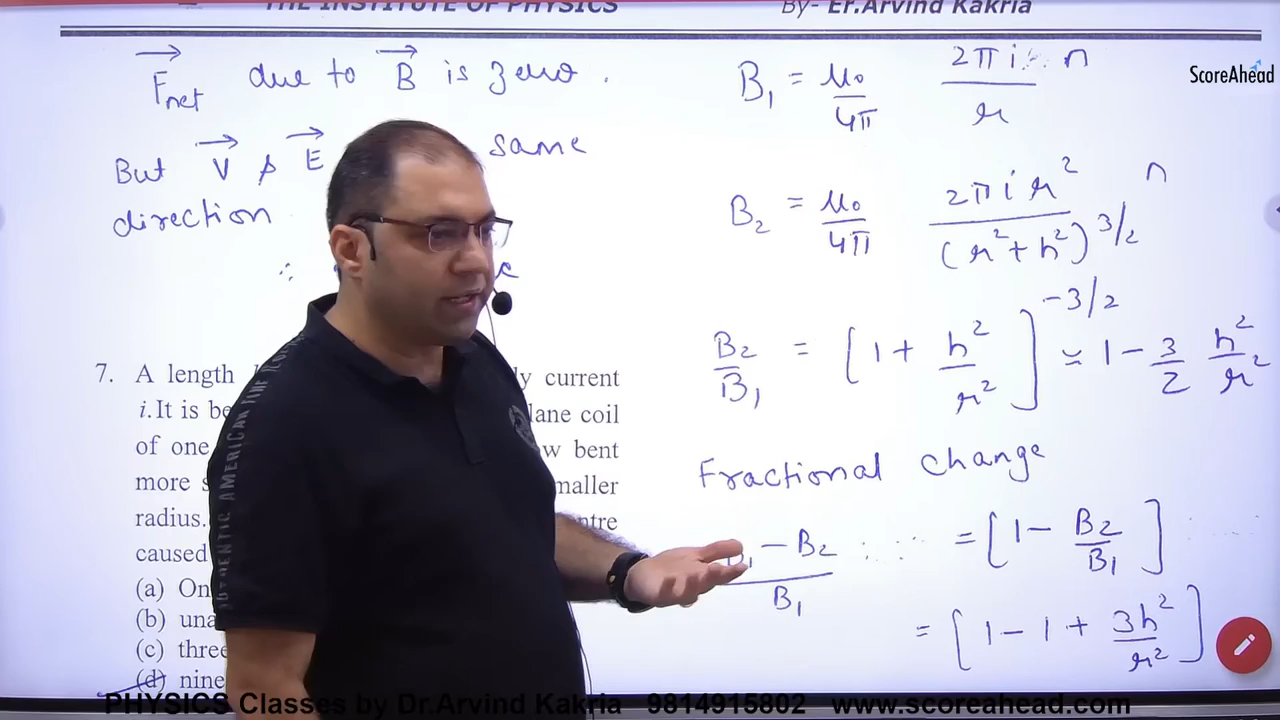 THE INSTITUTE OF PHYSICS
By- Er.Arvind Kakria
ScoreAhead
F⃗net due to B⃗ is zero.
But V⃗ & E⃗ same
direction
∴ c
7. A length y current
i.It is be lane coil
of one w bent
more s maller
radius. ntre
caused
(a) On
(b) una
(c) three
(d) nine
B₁ = μ₀/4π 2πi n/r
B₂ = μ₀/4π 2πi r²/(r²+h²)^3/2 n
B₂/B₁ = [1 + h²/r²]^-3/2 ≃ 1 - 3/2 h²/r²
Fractional change
B₁ - B₂/B₁ = [1 - B₂/B₁]
= [1 - 1 + 3h²/r²]
PHYSICS Classes by Dr.Arvind Kakria 9814915802 www.scoreahead.com